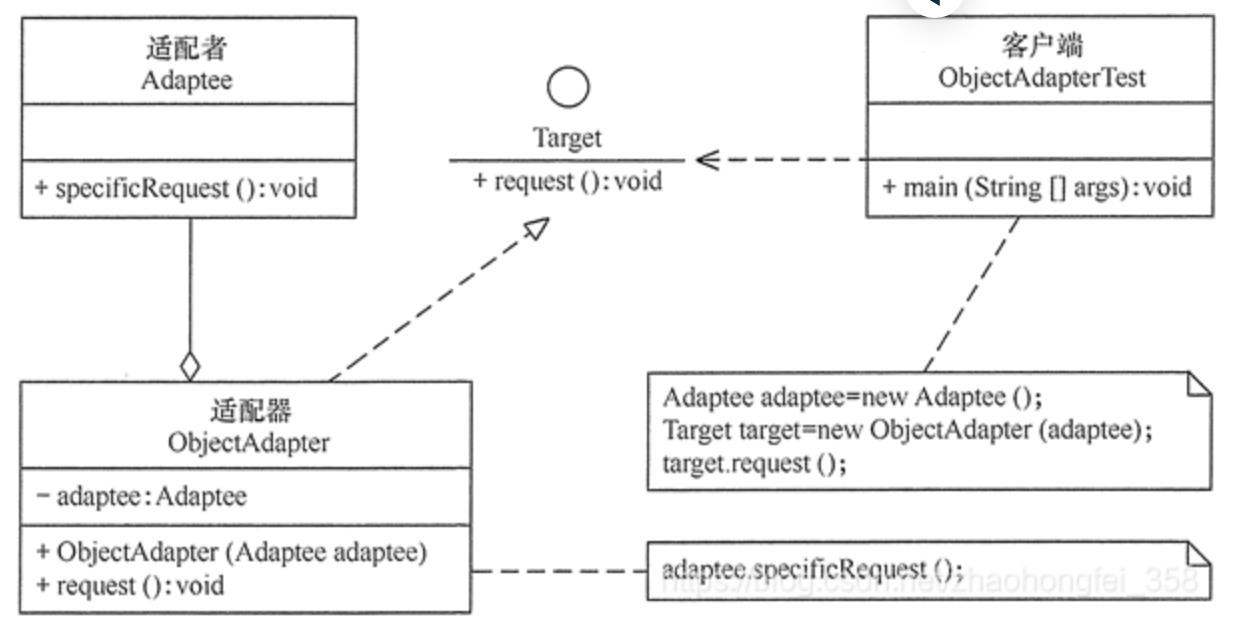 适配者
Adaptee
+ specificRequest ():void
Target
+ request ():void
客户端
ObjectAdapterTest
+ main (String [] args):void
适配器
ObjectAdapter
− adaptee:Adaptee
+ ObjectAdapter (Adaptee adaptee)
+ request ():void
Adaptee adaptee=new Adaptee ();
Target target=new ObjectAdapter (adaptee);
target.request ();
adaptee.specificRequest ();
https://blog.csdn.net/zhaohongfei_358